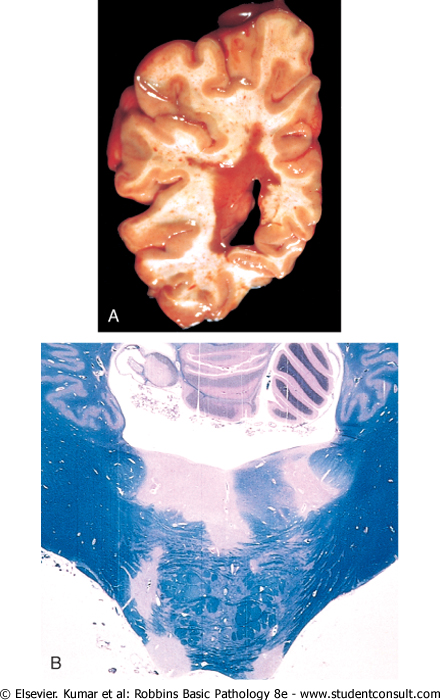 A
B
© Elsevier. Kumar et al: Robbins Basic Pathology 8e - www.studentconsult.com